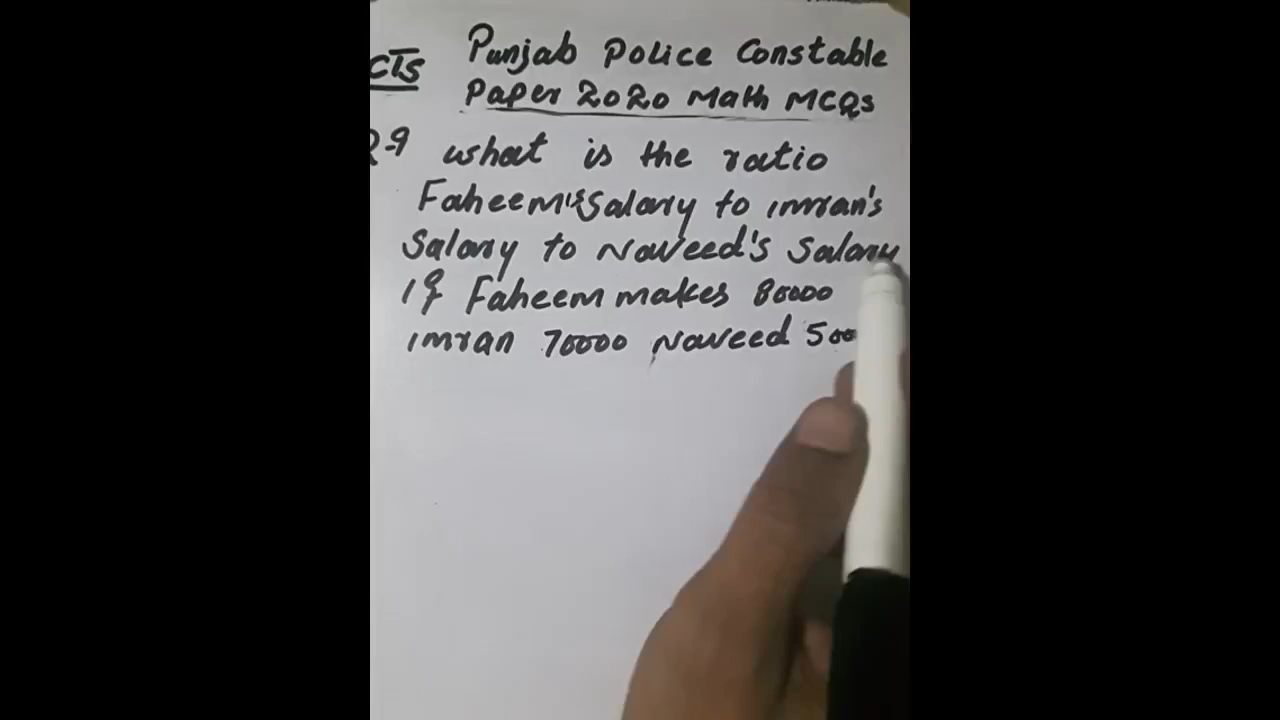 CTS Punjab Police Constable
Paper 2020 Math MCQs
Q-9 what is the ratio
Faheem's Salary to imran's
Salary to Naveed's Salary
If Faheem makes 80000
imran 70000 Naveed